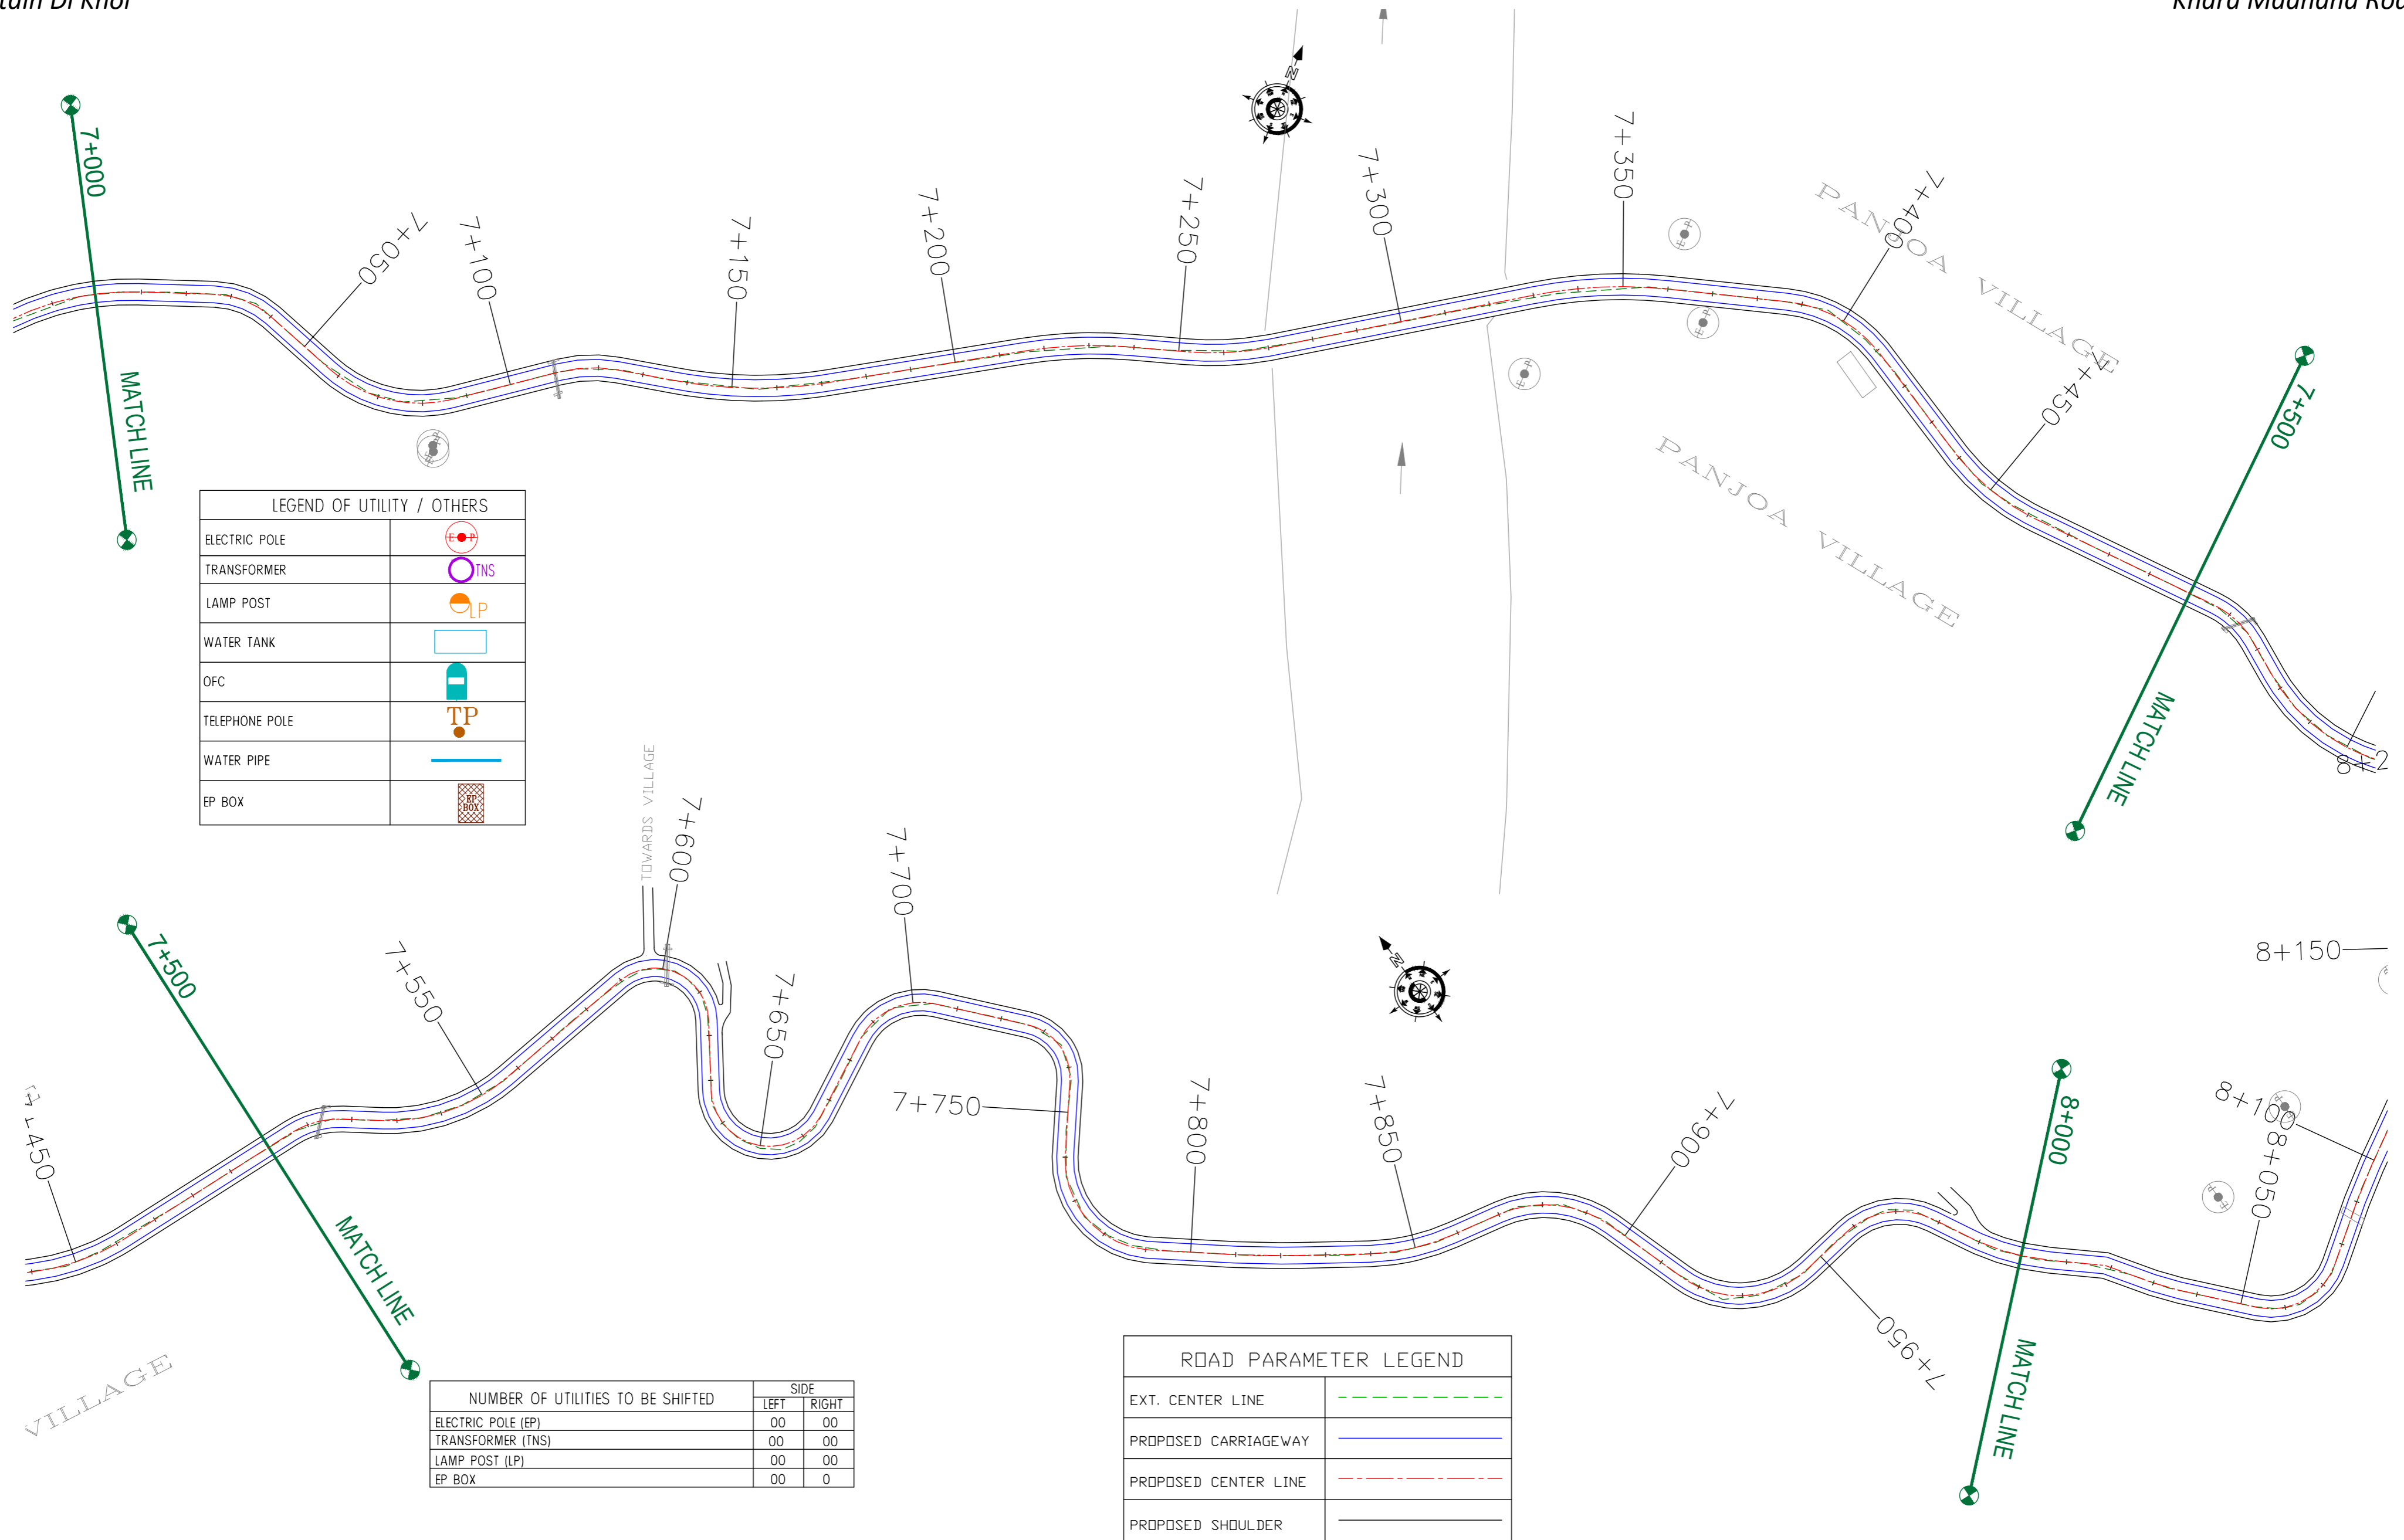 7+000
MATCH LINE
7+050
7+100
7+150
7+200
7+250
N
7+300
7+350
7+400
7+450
7+500
MATCH LINE
E P
E P
E P
PANJOA VILLAGE
PANJOA VILLAGE
LEGEND OF UTILITY / OTHERS
ELECTRIC POLE E P
TRANSFORMER TNS
LAMP POST LP
WATER TANK
OFC
TELEPHONE POLE TP
WATER PIPE
EP BOX EP BOX
7+500
MATCH LINE
7+550
TOWARDS VILLAGE
7+600
7+650
7+700
7+750
7+800
7+850
N
7+900
7+950
8+000
MATCH LINE
8+050
8+100
8+150
VILLAGE
NUMBER OF UTILITIES TO BE SHIFTED SIDE
LEFT RIGHT
ELECTRIC POLE (EP) 00 00
TRANSFORMER (TNS) 00 00
LAMP POST (LP) 00 00
EP BOX 00 0
ROAD PARAMETER LEGEND
EXT. CENTER LINE
PROPOSED CARRIAGEWAY
PROPOSED CENTER LINE
PROPOSED SHOULDER